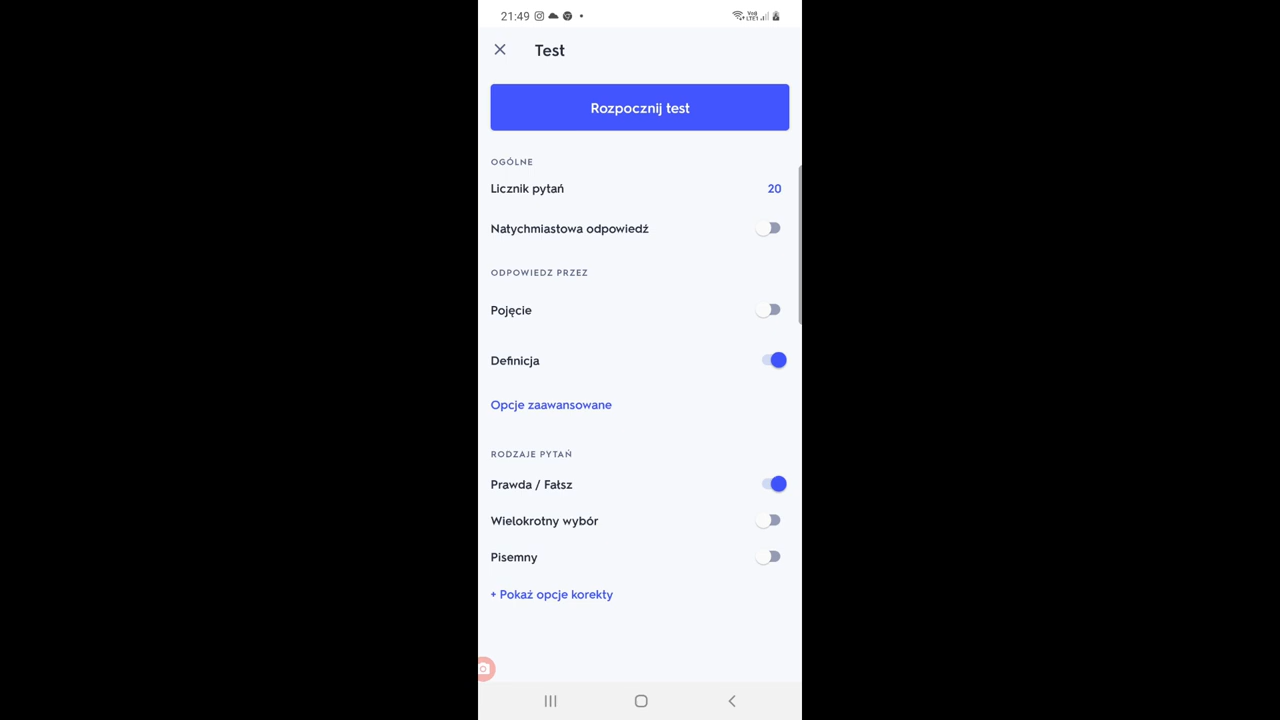 21:49
Test
Rozpocznij test
OGÓLNE
Licznik pytań 20
Natychmiastowa odpowiedź
ODPOWIEDZ PRZEZ
Pojęcie
Definicja
Opcje zaawansowane
RODZAJE PYTAŃ
Prawda / Fałsz
Wielokrotny wybór
Pisemny
+ Pokaż opcje korekty